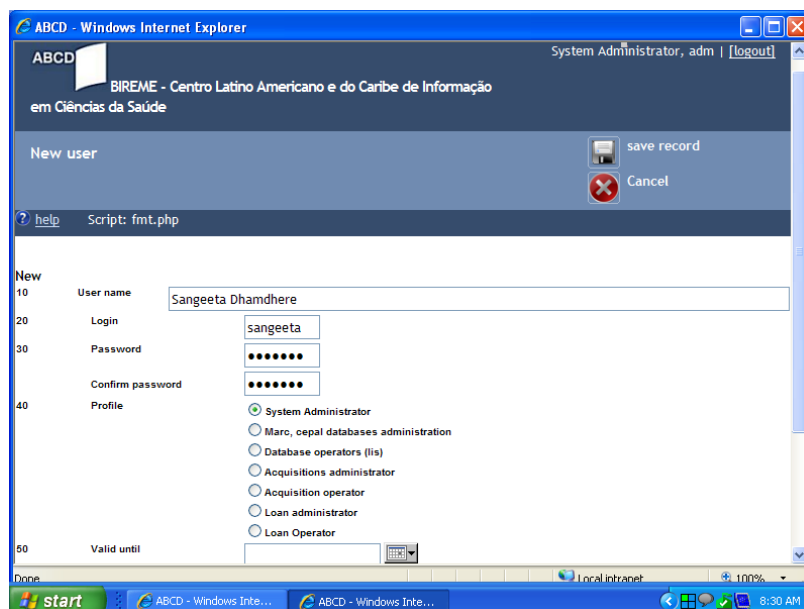 ABCD - Windows Internet Explorer
System Administrator, adm | [logout]
ABCD
BIREME - Centro Latino Americano e do Caribe de Informação
em Ciências da Saúde
New user
save record
Cancel
? help Script: fmt.php
New
10 User name Sangeeta Dhamdhere
20 Login sangeeta
30 Password •••••••
Confirm password •••••••
40 Profile
System Administrator
Marc, cepal databases administration
Database operators (lis)
Acquisitions administrator
Acquisition operator
Loan administrator
Loan Operator
50 Valid until
Done Local intranet 100%
start ABCD - Windows Inte... ABCD - Windows Inte... 8:30 AM